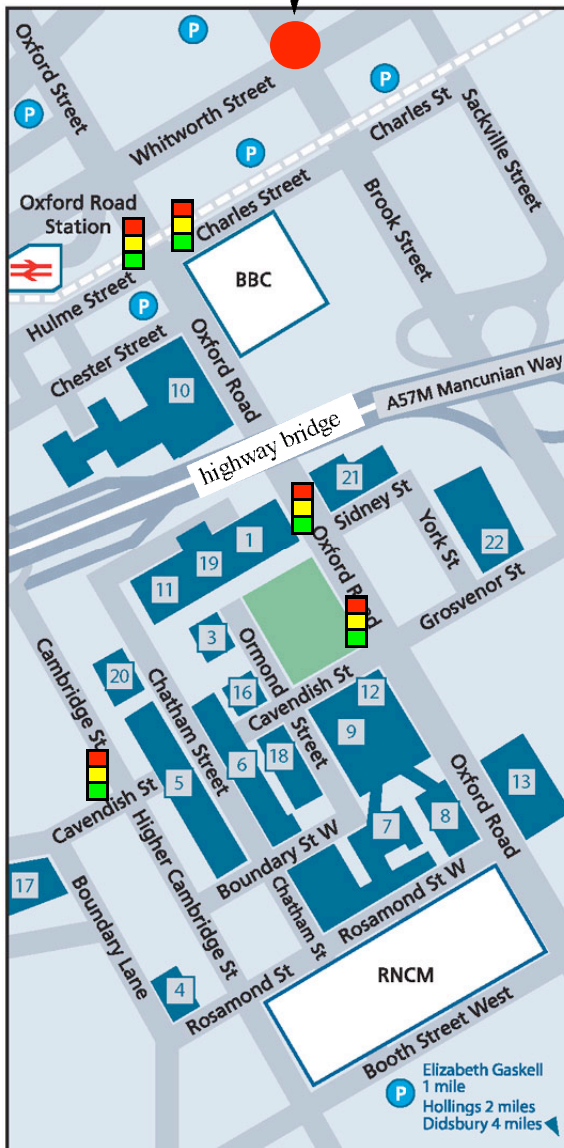 P
Oxford Street
P
Sackville Street
P
Whitworth Street
Charles St
P
Brook Street
Oxford Road
Station
Charles Street
BBC
Hulme Street
P
Chester Street
Oxford Road
10
A57M Mancunian Way
highway bridge
21
Sidney St
York St
22
1
19
11
Oxford Road
Grosvenor St
3
Ormond
Street
Cambridge St
20
Chatham Street
16
Cavendish St
12
9
18
6
5
Oxford Road
13
Cavendish St
Higher Cambridge St
7
8
Boundary St W
17
Boundary Lane
Chatham St
Rosamond St W
4
Rosamond St
RNCM
Booth Street West
P
Elizabeth Gaskell
1 mile
Hollings 2 miles
Didsbury 4 miles